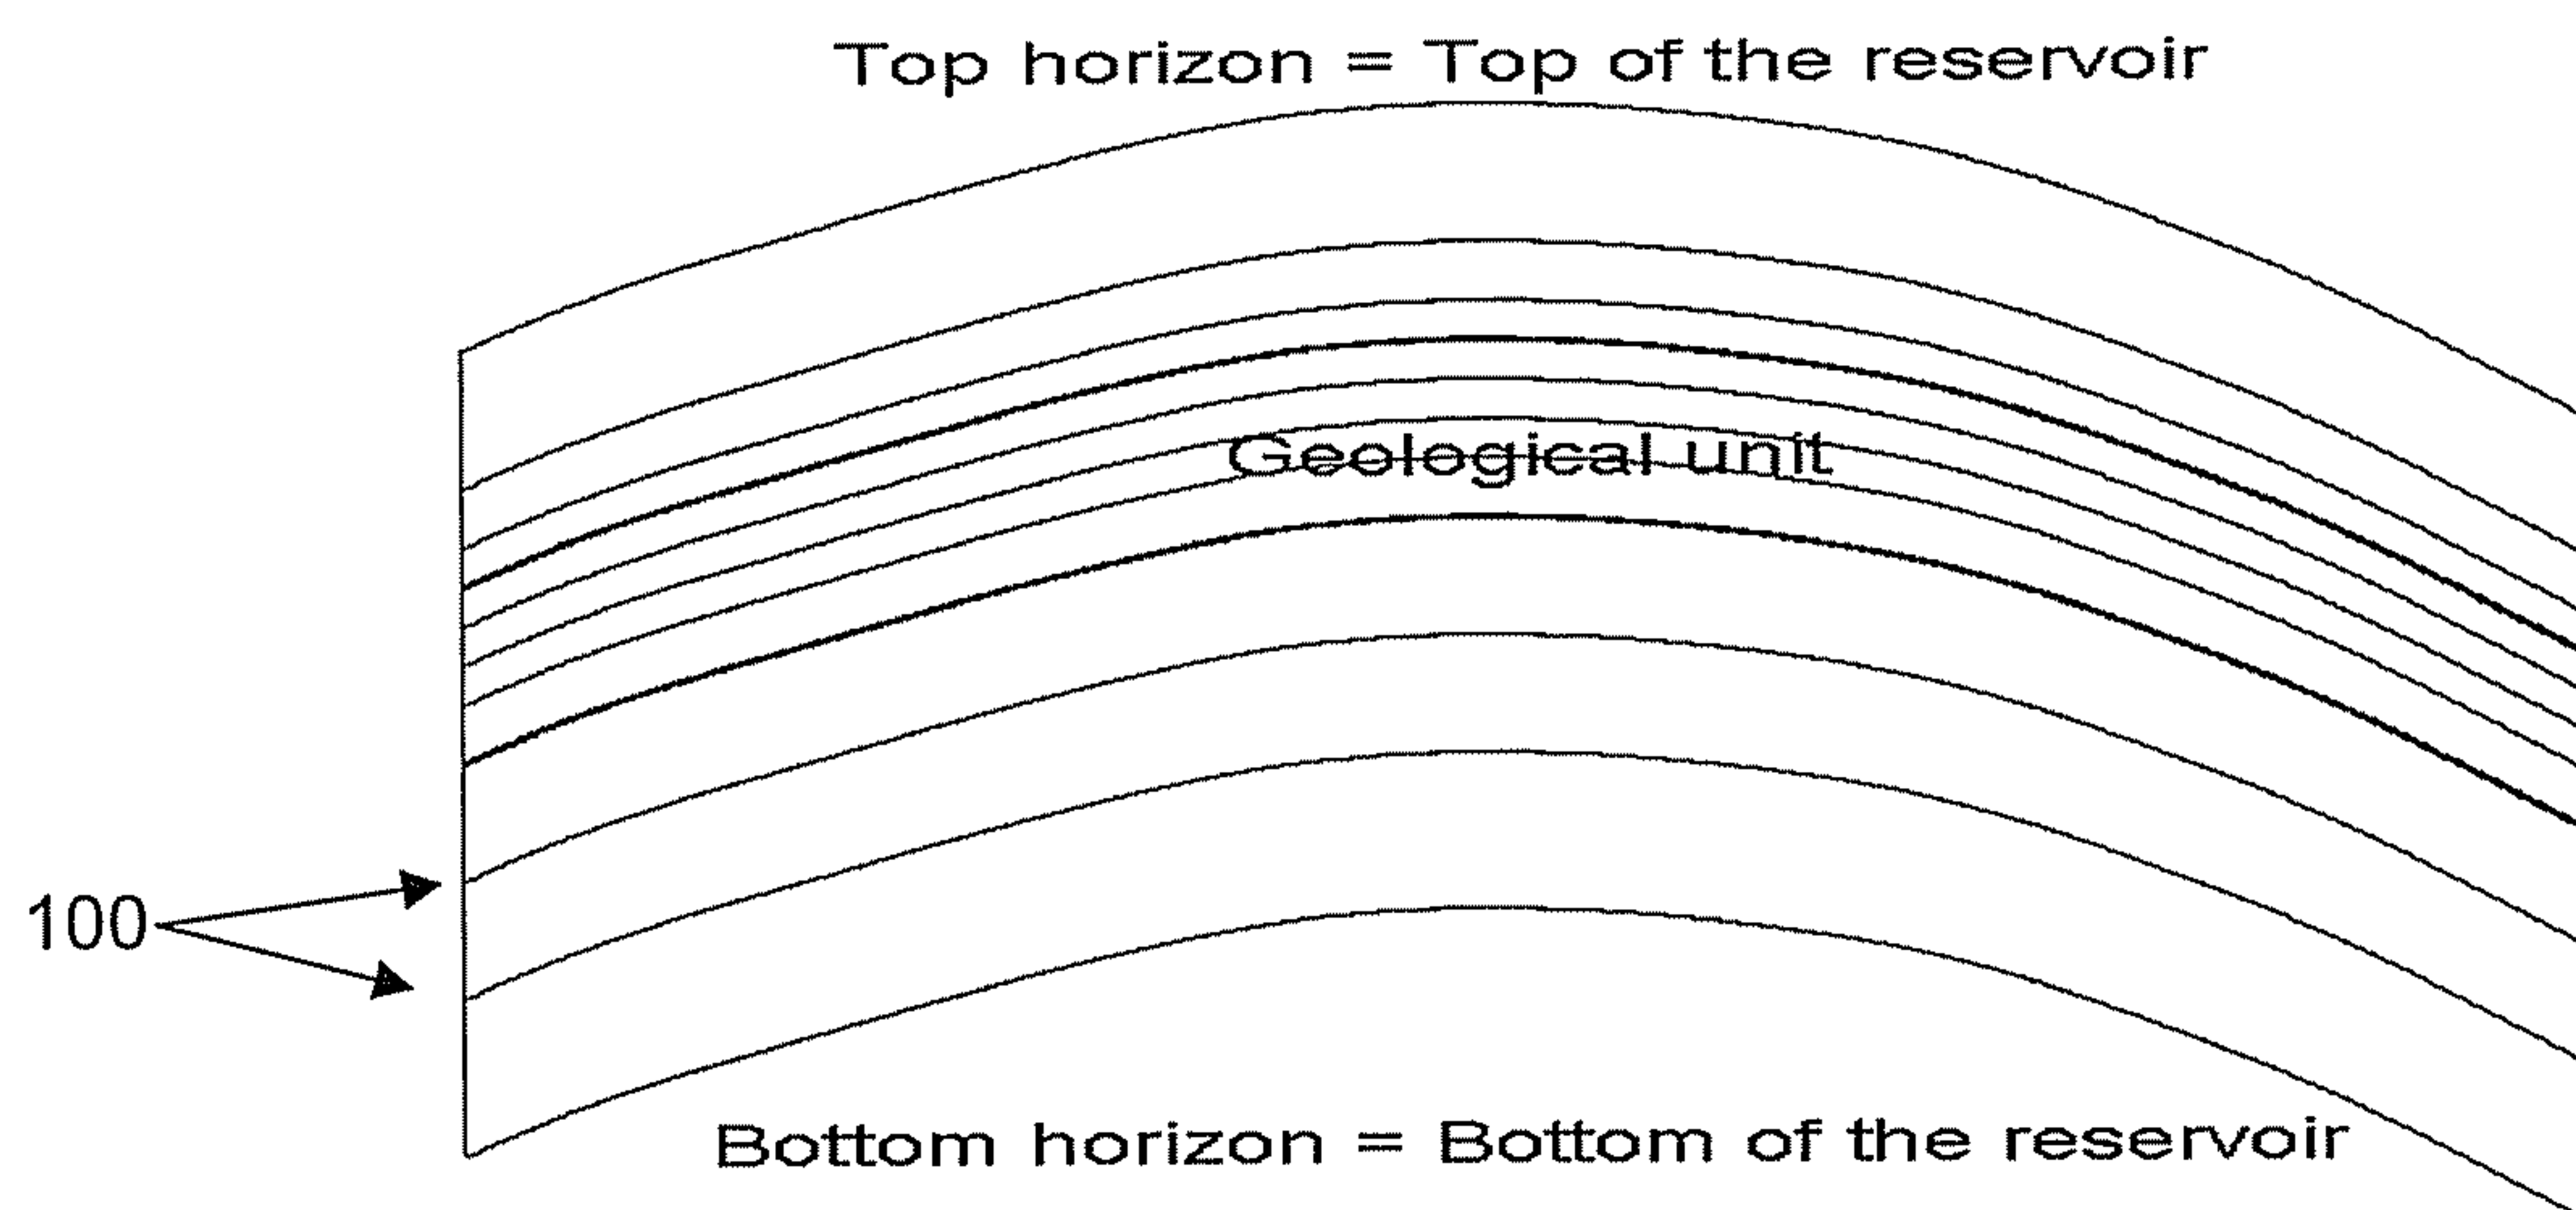 Top horizon = Top of the reservoir
Geological unit
100
Bottom horizon = Bottom of the reservoir